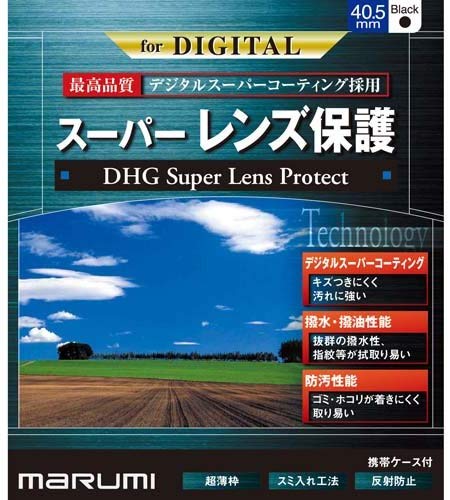 40.5
mm
Black
for DIGITAL
最高品質 デジタルスーパーコーティング採用
スーパーレンズ保護
DHG Super Lens Protect
Technology
デジタルスーパーコーティング
キズつきにくく
汚れに強い
撥水・撥油性能
抜群の撥水性、
指紋等が拭取り易い
防汚性能
ゴミ・ホコリが着きにくく
取り易い
携帯ケース付
marumi
超薄枠
スミ入れ工法
反射防止